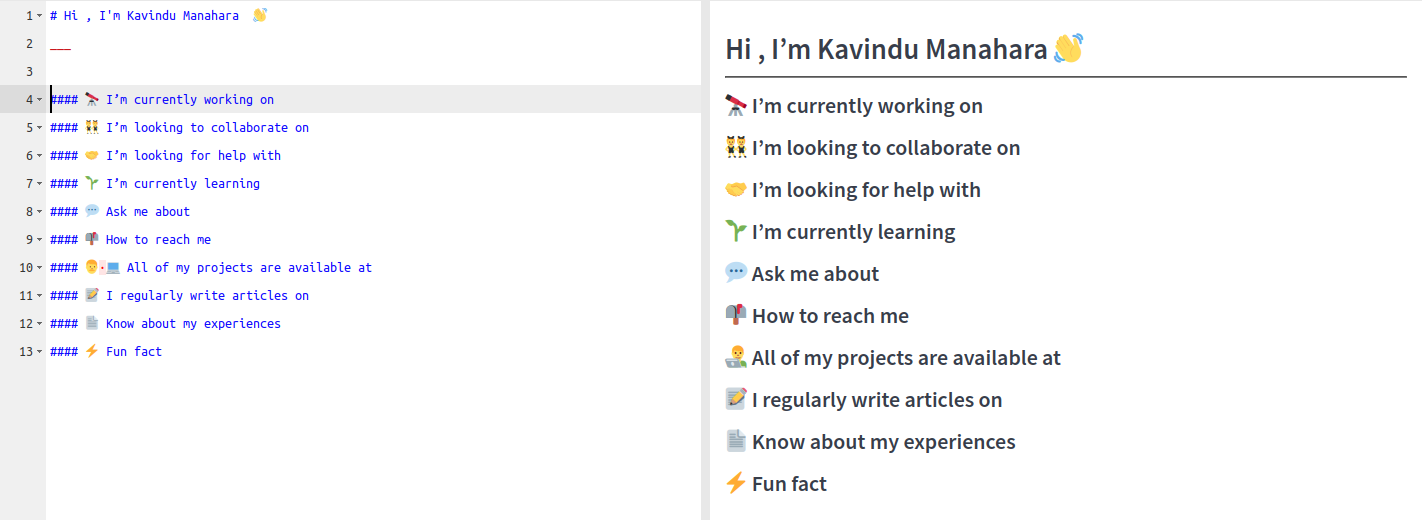 1 # Hi , I'm Kavindu Manahara 👋
2 ___
3
4 #### 🔭 I’m currently working on
5 #### 👯 I’m looking to collaborate on
6 #### 🤝 I’m looking for help with
7 #### 🌱 I’m currently learning
8 #### 💬 Ask me about
9 #### 📫 How to reach me
10 #### 👨💻 All of my projects are available at
11 #### 📝 I regularly write articles on
12 #### 📄 Know about my experiences
13 #### ⚡ Fun fact
Hi , I’m Kavindu Manahara 👋
🔭 I’m currently working on
👯 I’m looking to collaborate on
🤝 I’m looking for help with
🌱 I’m currently learning
💬 Ask me about
📫 How to reach me
👨‍💻 All of my projects are available at
📝 I regularly write articles on
📄 Know about my experiences
⚡ Fun fact